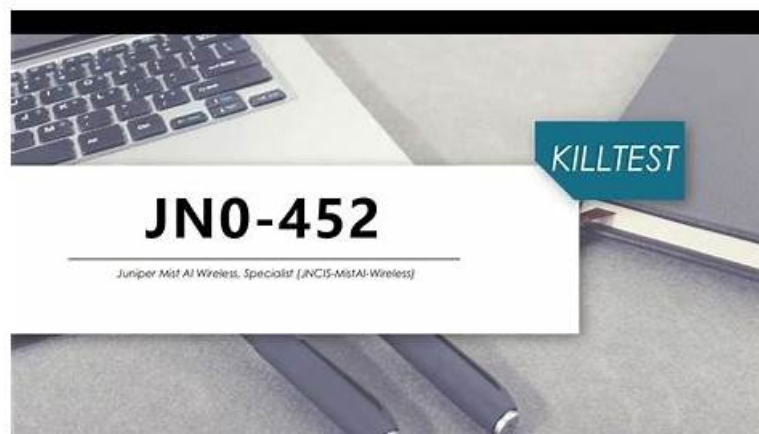 KILLTEST
JN0-452
Juniper Mist AI Wireless, Specialist (JNCIS-MistAI-Wireless)